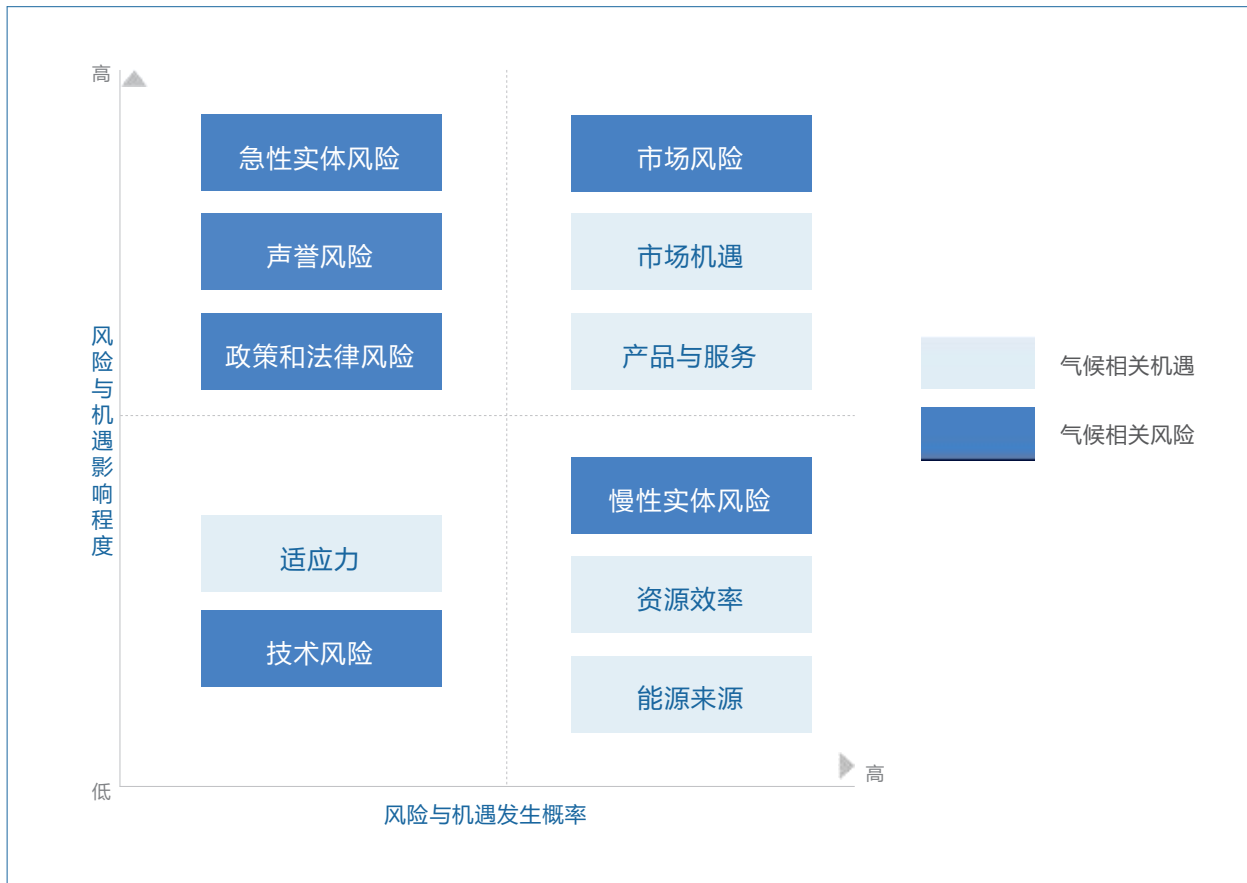 高
急性实体风险
市场风险
声誉风险
市场机遇
政策和法律风险
产品与服务
风险与机遇影响程度
气候相关机遇
气候相关风险
慢性实体风险
适应力
资源效率
技术风险
能源来源
低
高
风险与机遇发生概率